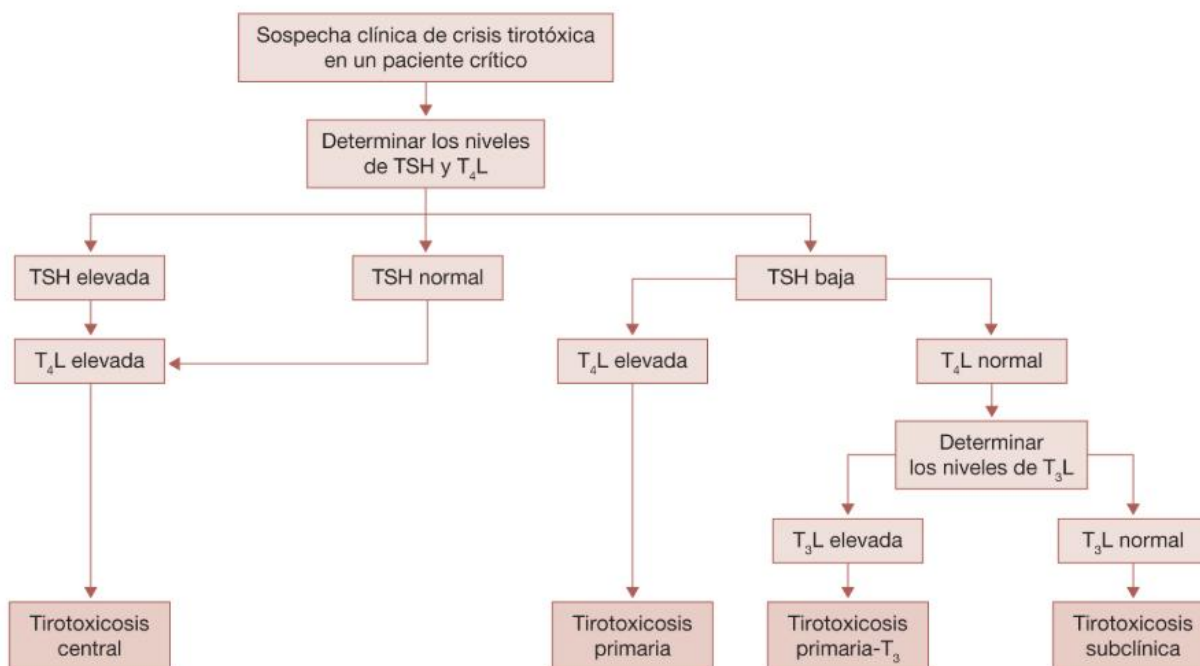 Sospecha clínica de crisis tirotóxica
en un paciente crítico
Determinar los niveles
de TSH y T₄L
TSH elevada
TSH normal
TSH baja
T₄L elevada
T₄L elevada
T₄L normal
Determinar
los niveles de T₃L
T₃L elevada
T₃L normal
Tirotoxicosis
central
Tirotoxicosis
primaria
Tirotoxicosis
primaria-T₃
Tirotoxicosis
subclínica